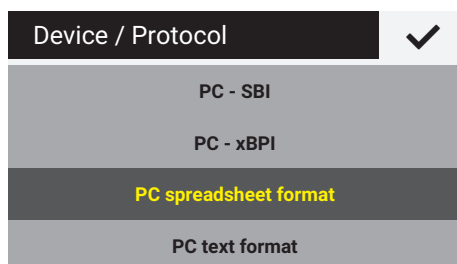 Device / Protocol
PC - SBI
PC - xBPI
PC spreadsheet format
PC text format